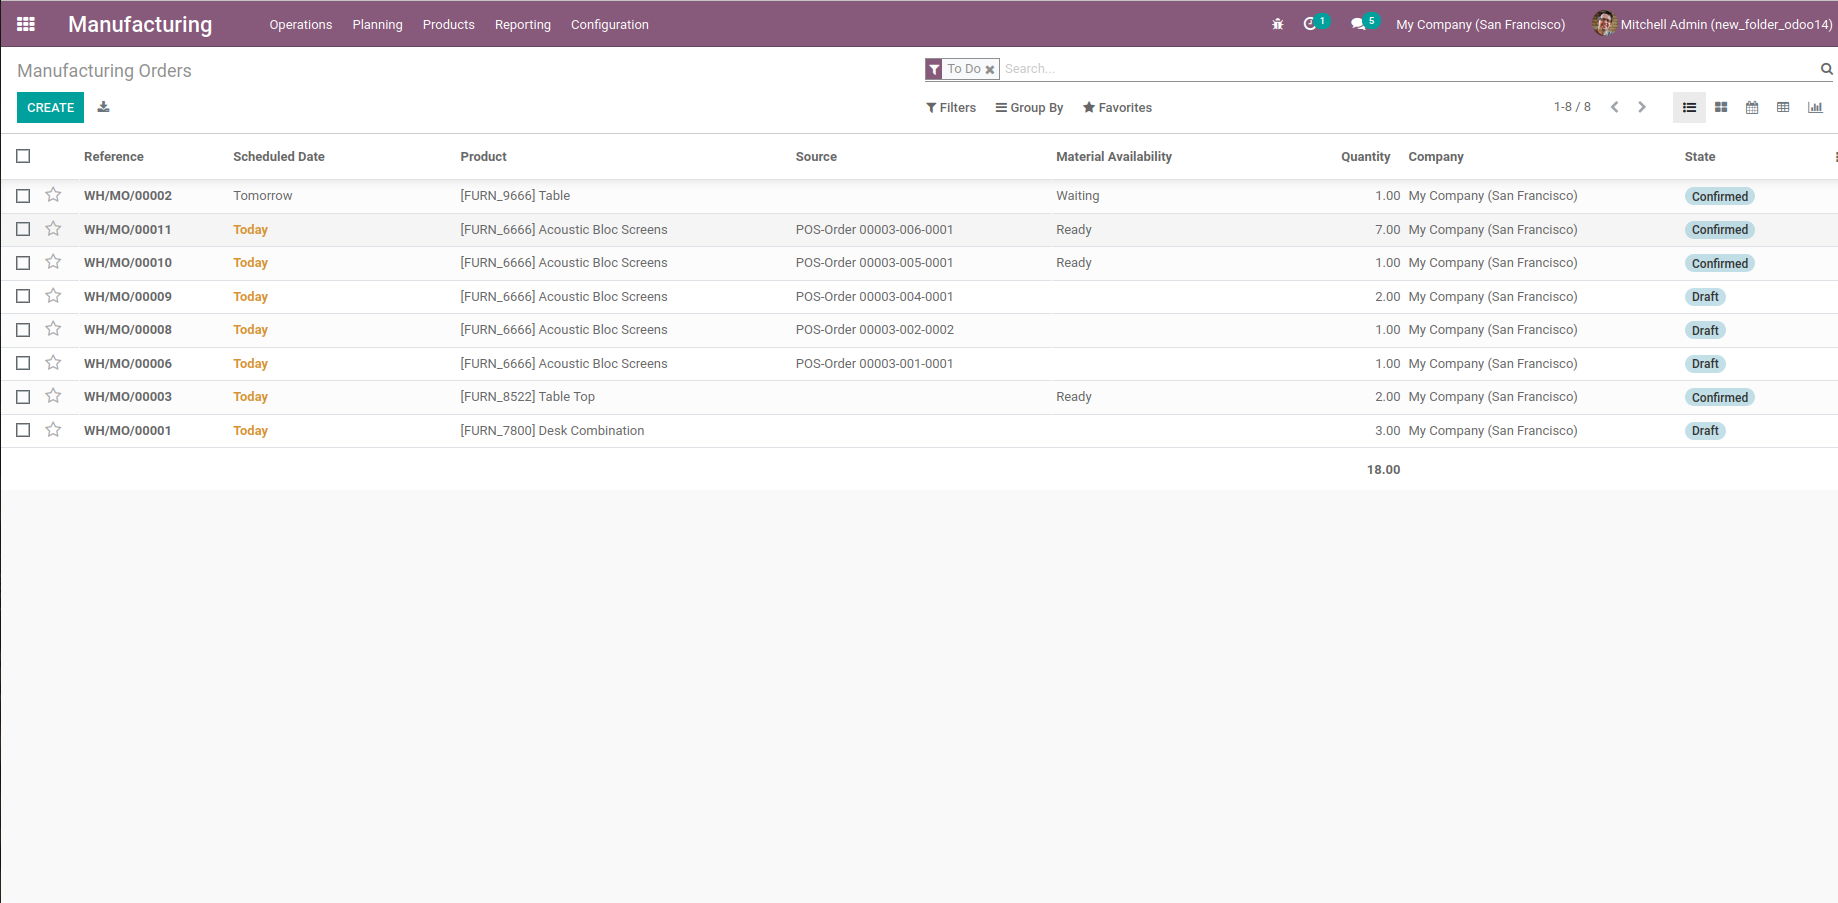 Manufacturing Operations Planning Products Reporting Configuration 1 5 My Company (San Francisco) Mitchell Admin (new_folder_odoo14)
Manufacturing Orders To Do Search...
CREATE Filters Group By Favorites 1-8 / 8
Reference Scheduled Date Product Source Material Availability Quantity Company State
WH/MO/00002 Tomorrow [FURN_9666] Table Waiting 1.00 My Company (San Francisco) Confirmed
WH/MO/00011 Today [FURN_6666] Acoustic Bloc Screens POS-Order 00003-006-0001 Ready 7.00 My Company (San Francisco) Confirmed
WH/MO/00010 Today [FURN_6666] Acoustic Bloc Screens POS-Order 00003-005-0001 Ready 1.00 My Company (San Francisco) Confirmed
WH/MO/00009 Today [FURN_6666] Acoustic Bloc Screens POS-Order 00003-004-0001 2.00 My Company (San Francisco) Draft
WH/MO/00008 Today [FURN_6666] Acoustic Bloc Screens POS-Order 00003-002-0002 1.00 My Company (San Francisco) Draft
WH/MO/00006 Today [FURN_6666] Acoustic Bloc Screens POS-Order 00003-001-0001 1.00 My Company (San Francisco) Draft
WH/MO/00003 Today [FURN_8522] Table Top Ready 2.00 My Company (San Francisco) Confirmed
WH/MO/00001 Today [FURN_7800] Desk Combination 3.00 My Company (San Francisco) Draft
18.00